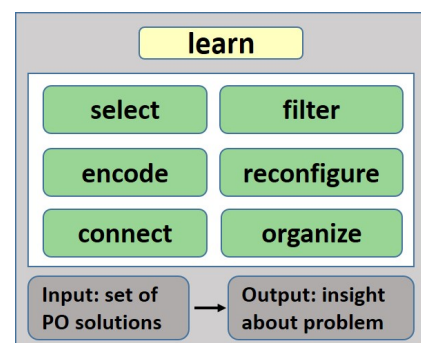 learn
select filter
encode reconfigure
connect organize
Input: set of
PO solutions
Output: insight
about problem